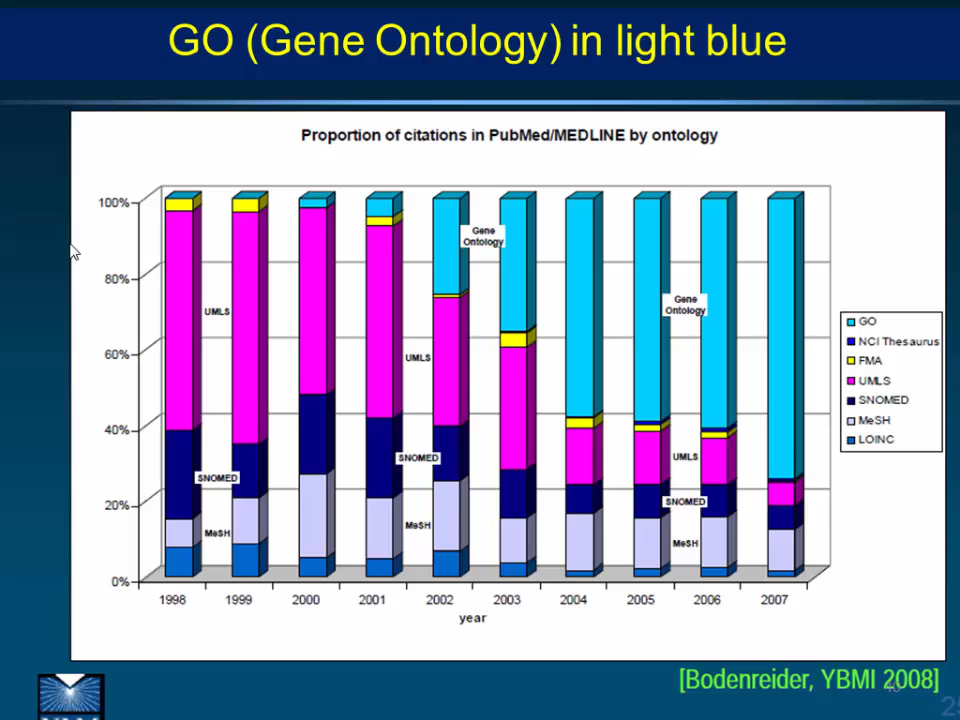 GO (Gene Ontology) in light blue
Proportion of citations in PubMed/MEDLINE by ontology
100%
80%
60%
40%
20%
0%
Gene
Ontology
Gene
Ontology
UMLS
UMLS
UMLS
SNOMED
SNOMED
SNOMED
MeSH
MeSH
MeSH
GO
NCI Thesaurus
FMA
UMLS
SNOMED
MeSH
LOINC
1998 1999 2000 2001 2002 2003 2004 2005 2006 2007
year
[Bodenreider, YBMI 2008]